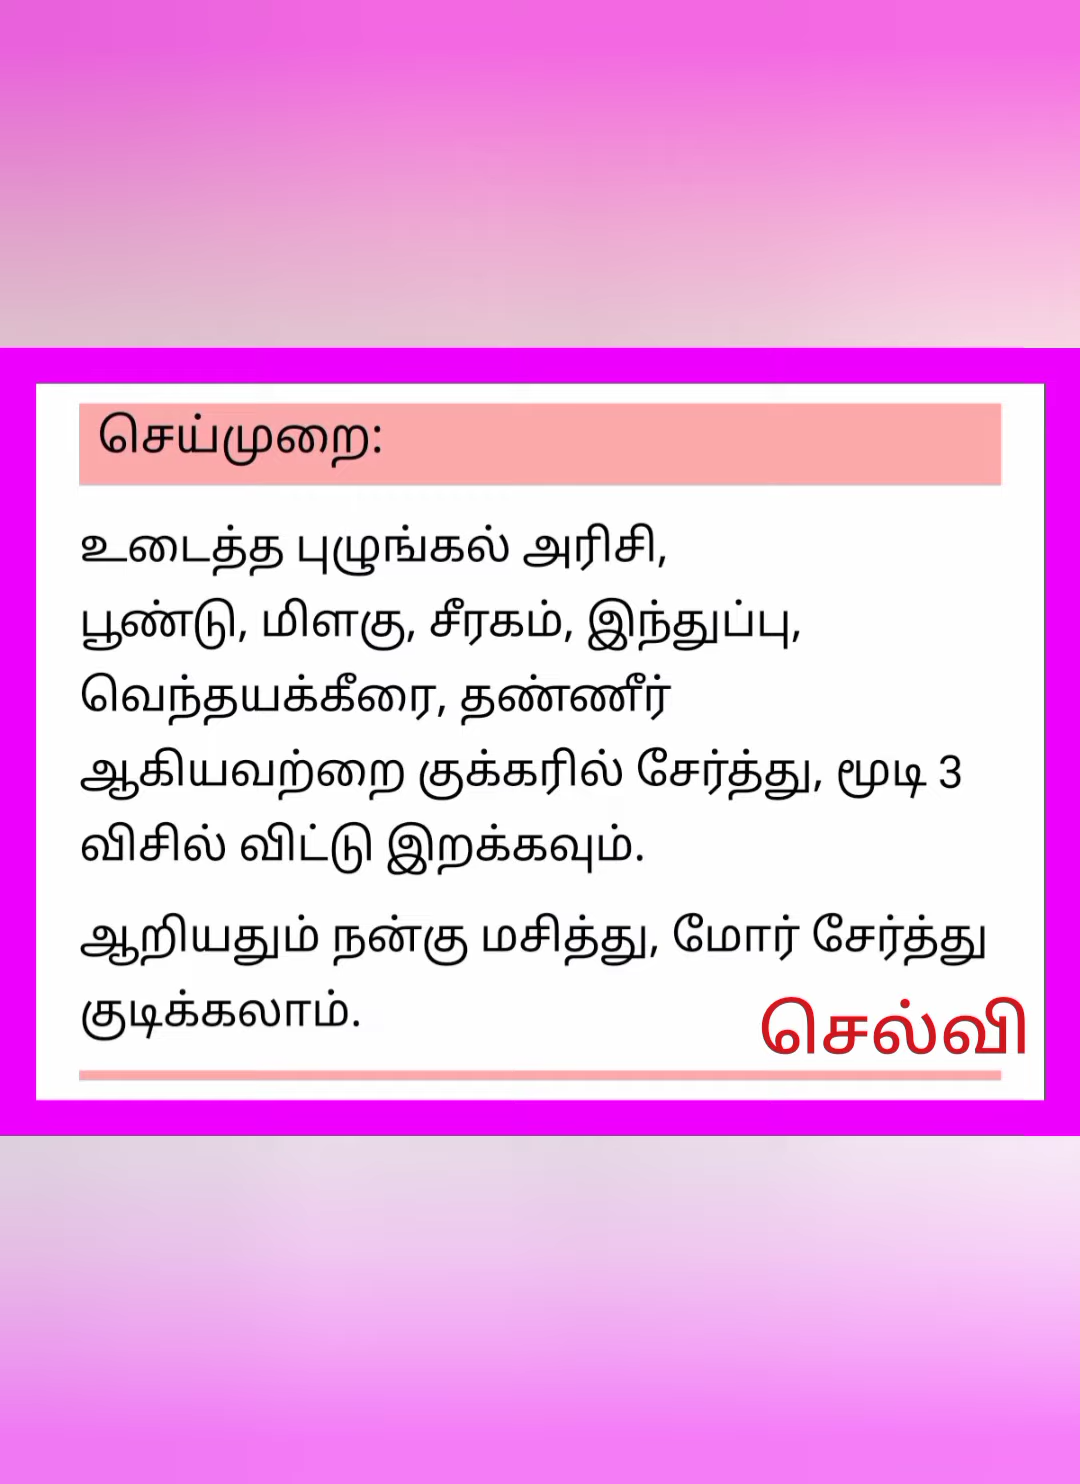 செய்முறை:
உடைத்த புழுங்கல் அரிசி,
பூண்டு, மிளகு, சீரகம், இந்துப்பு,
வெந்தயக்கீரை, தண்ணீர்
ஆகியவற்றை குக்கரில் சேர்த்து, மூடி 3
விசில் விட்டு இறக்கவும்.
ஆறியதும் நன்கு மசித்து, மோர் சேர்த்து
குடிக்கலாம்.
செல்வி